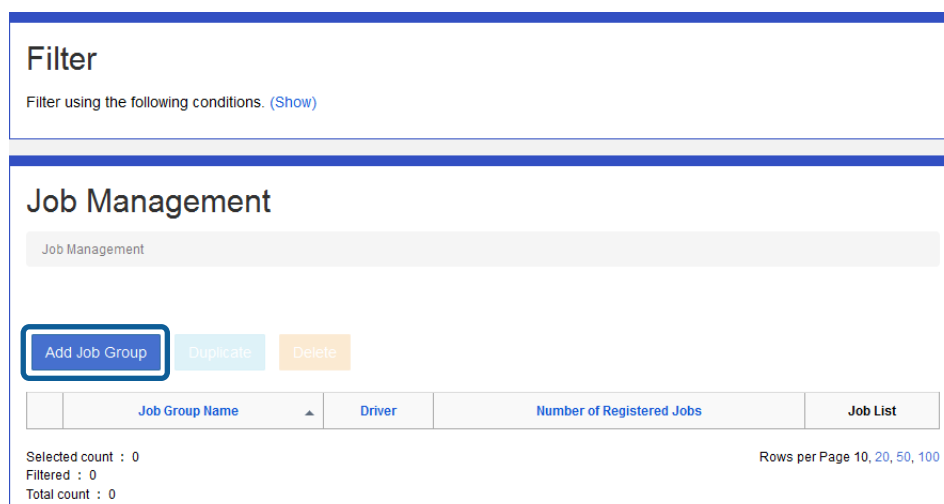 Filter
Filter using the following conditions. (Show)
Job Management
Job Management
Add Job Group Duplicate Delete
Job Group Name Driver Number of Registered Jobs Job List
Selected count : 0 Rows per Page 10, 20, 50, 100
Filtered : 0
Total count : 0